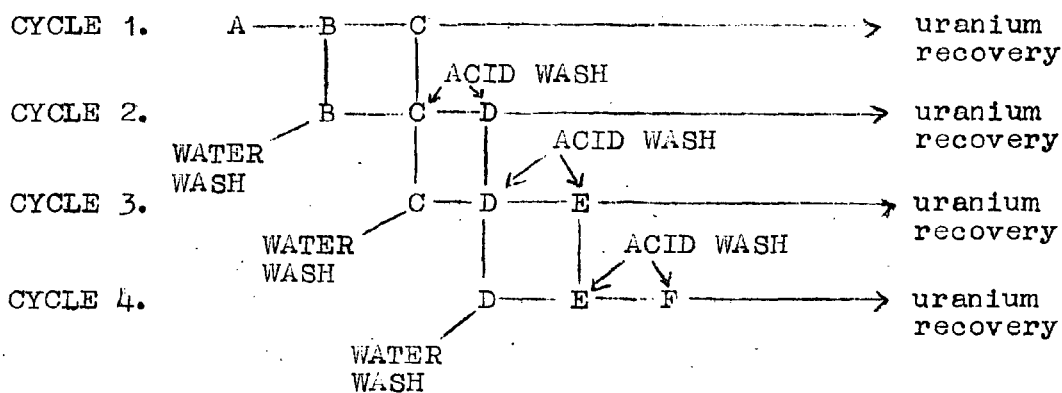 CYCLE 1. A B C uranium
recovery
ACID WASH
CYCLE 2. B C D uranium
recovery
WATER
WASH
ACID WASH
CYCLE 3. C D E uranium
recovery
WATER
WASH
ACID WASH
CYCLE 4. D E F uranium
recovery
WATER
WASH